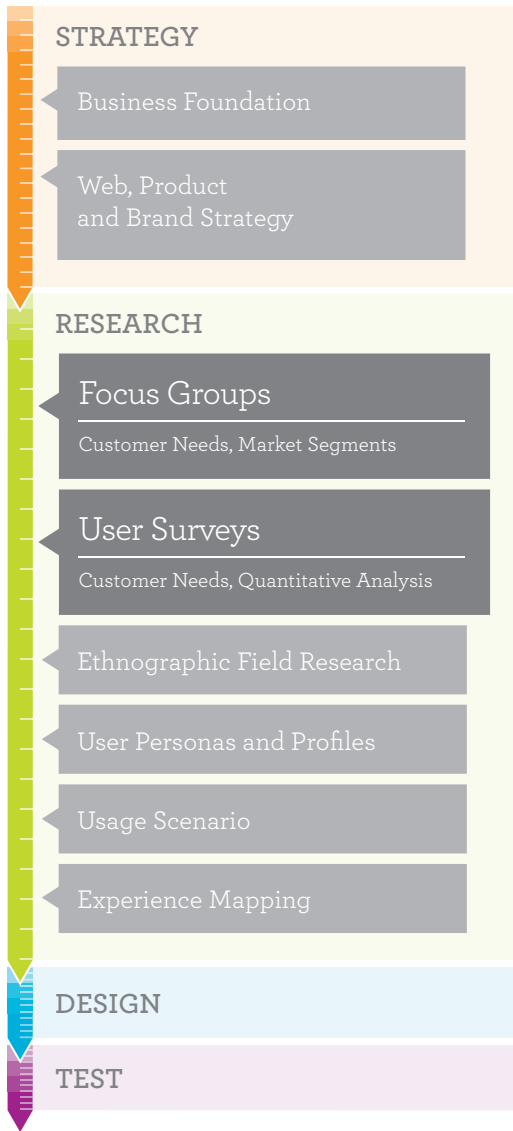 STRATEGY
Business Foundation
Web, Product
and Brand Strategy
RESEARCH
Focus Groups
Customer Needs, Market Segments
User Surveys
Customer Needs, Quantitative Analysis
Ethnographic Field Research
User Personas and Profiles
Usage Scenario
Experience Mapping
DESIGN
TEST